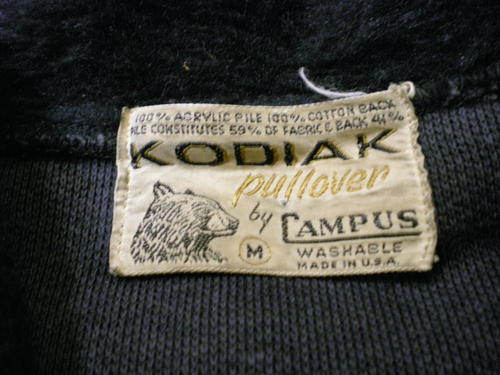 100% ACRYLIC PILE 100% COTTON BACK
PILE CONSTITUTES 59% OF FABRIC & BACK 41%
KODIAK
pullover
by CAMPUS
M
WASHABLE
MADE IN U.S.A.